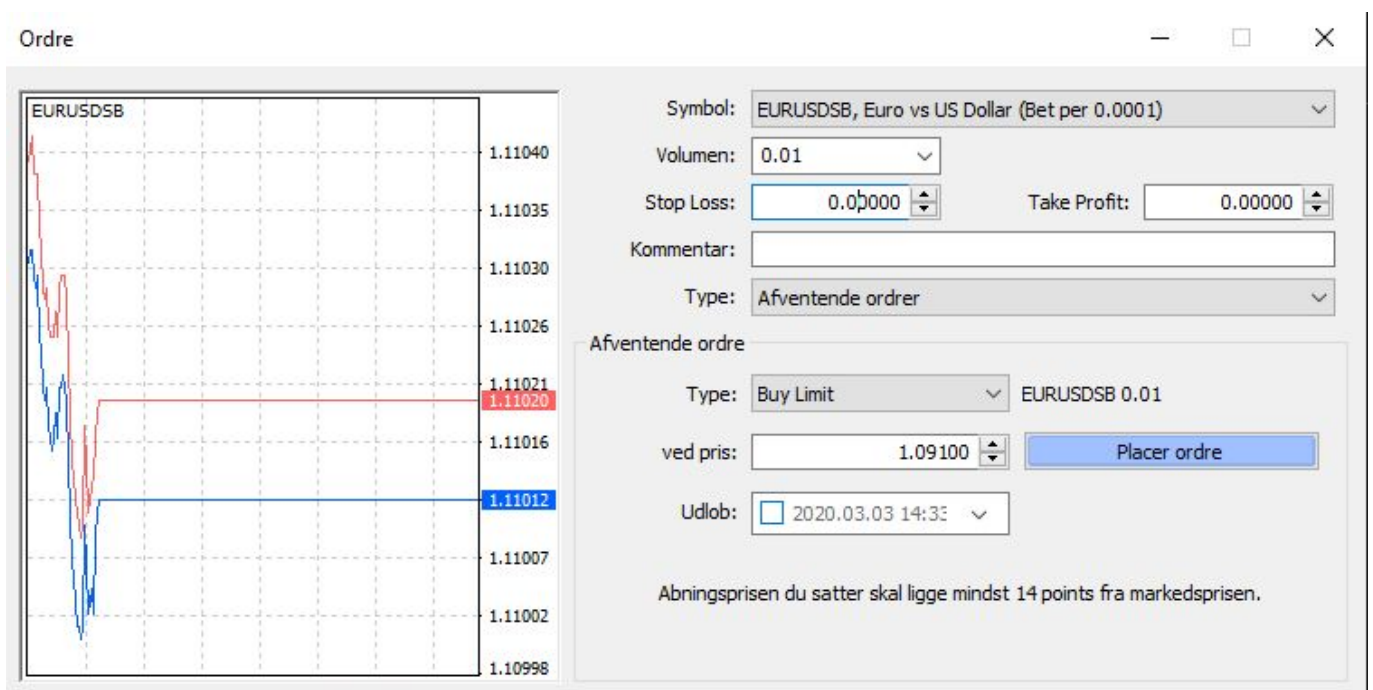 Ordre
EURUSDSB
1.11040
1.11035
1.11030
1.11026
1.11021
1.11020
1.11016
1.11012
1.11007
1.11002
1.10998
Symbol: EURUSDSB, Euro vs US Dollar (Bet per 0.0001)
Volumen: 0.01
Stop Loss: 0.00000 Take Profit: 0.00000
Kommentar:
Type: Afventende ordrer
Afventende ordre
Type: Buy Limit EURUSDSB 0.01
ved pris: 1.09100 Placer ordre
Udlob: 2020.03.03 14:33
Abningsprisen du satter skal ligge mindst 14 points fra markedsprisen.